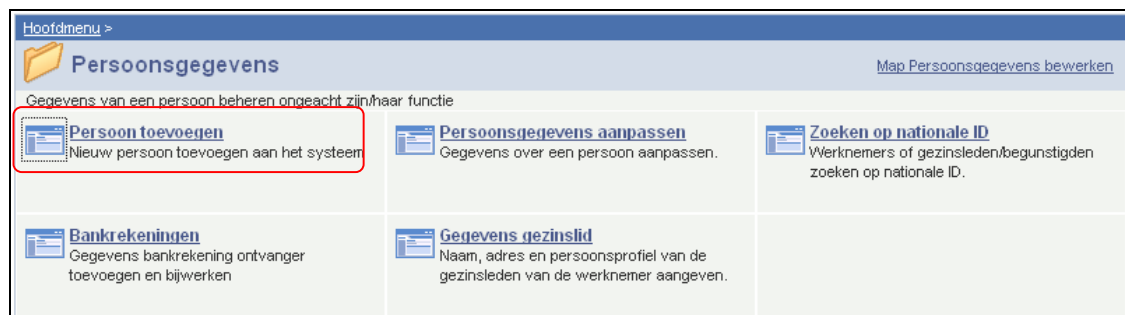 Hoofdmenu >
Persoonsgegevens
Map Persoonsgegevens bewerken
Gegevens van een persoon beheren ongeacht zijn/haar functie
Persoon toevoegen
Nieuw persoon toevoegen aan het systeem
Persoonsgegevens aanpassen
Gegevens over een persoon aanpassen.
Zoeken op nationale ID
Werknemers of gezinsleden/begunstigden
zoeken op nationale ID.
Bankrekeningen
Gegevens bankrekening ontvanger
toevoegen en bijwerken
Gegevens gezinslid
Naam, adres en persoonsprofiel van de
gezinsleden van de werknemer aangeven.